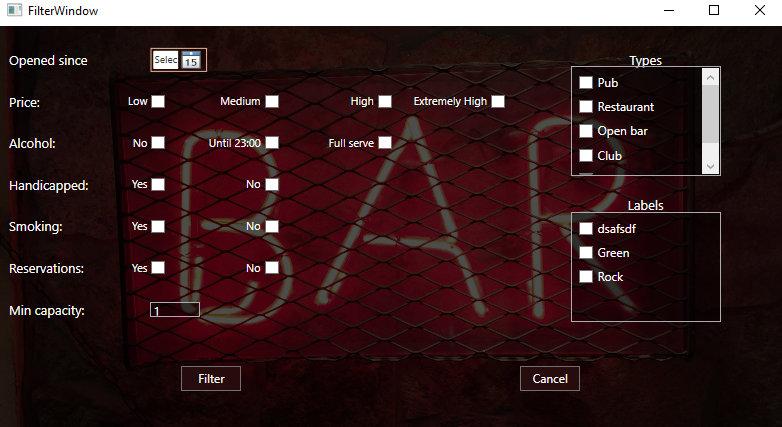 FilterWindow
Opened since Selec 15
Price: Low Medium High Extremely High
Alcohol: No Until 23:00 Full serve
Handicapped: Yes No
Smoking: Yes No
Reservations: Yes No
Min capacity: 1
Types
Pub
Restaurant
Open bar
Club
Labels
dsafsdf
Green
Rock
BAR
Filter Cancel